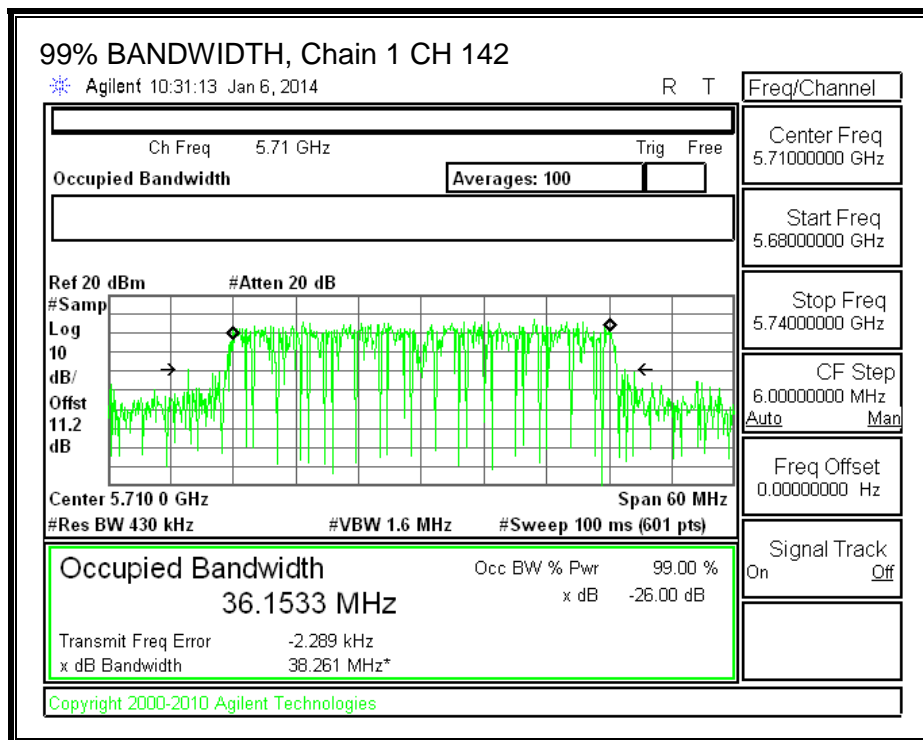 99% BANDWIDTH, Chain 1 CH 142
Agilent 10:31:13 Jan 6, 2014 R T
Freq/Channel
Ch Freq 5.71 GHz Trig Free
Occupied Bandwidth Averages: 100
Center Freq
5.71000000 GHz
Start Freq
5.68000000 GHz
Stop Freq
5.74000000 GHz
CF Step
6.00000000 MHz
Auto Man
Freq Offset
0.00000000 Hz
Signal Track
On Off
Ref 20 dBm #Atten 20 dB
#Samp
Log
10
dB/
Offst
11.2
dB
Center 5.710 0 GHz Span 60 MHz
#Res BW 430 kHz #VBW 1.6 MHz #Sweep 100 ms (601 pts)
Occupied Bandwidth Occ BW % Pwr 99.00 %
36.1533 MHz x dB -26.00 dB
Transmit Freq Error -2.289 kHz
x dB Bandwidth 38.261 MHz*
Copyright 2000-2010 Agilent Technologies